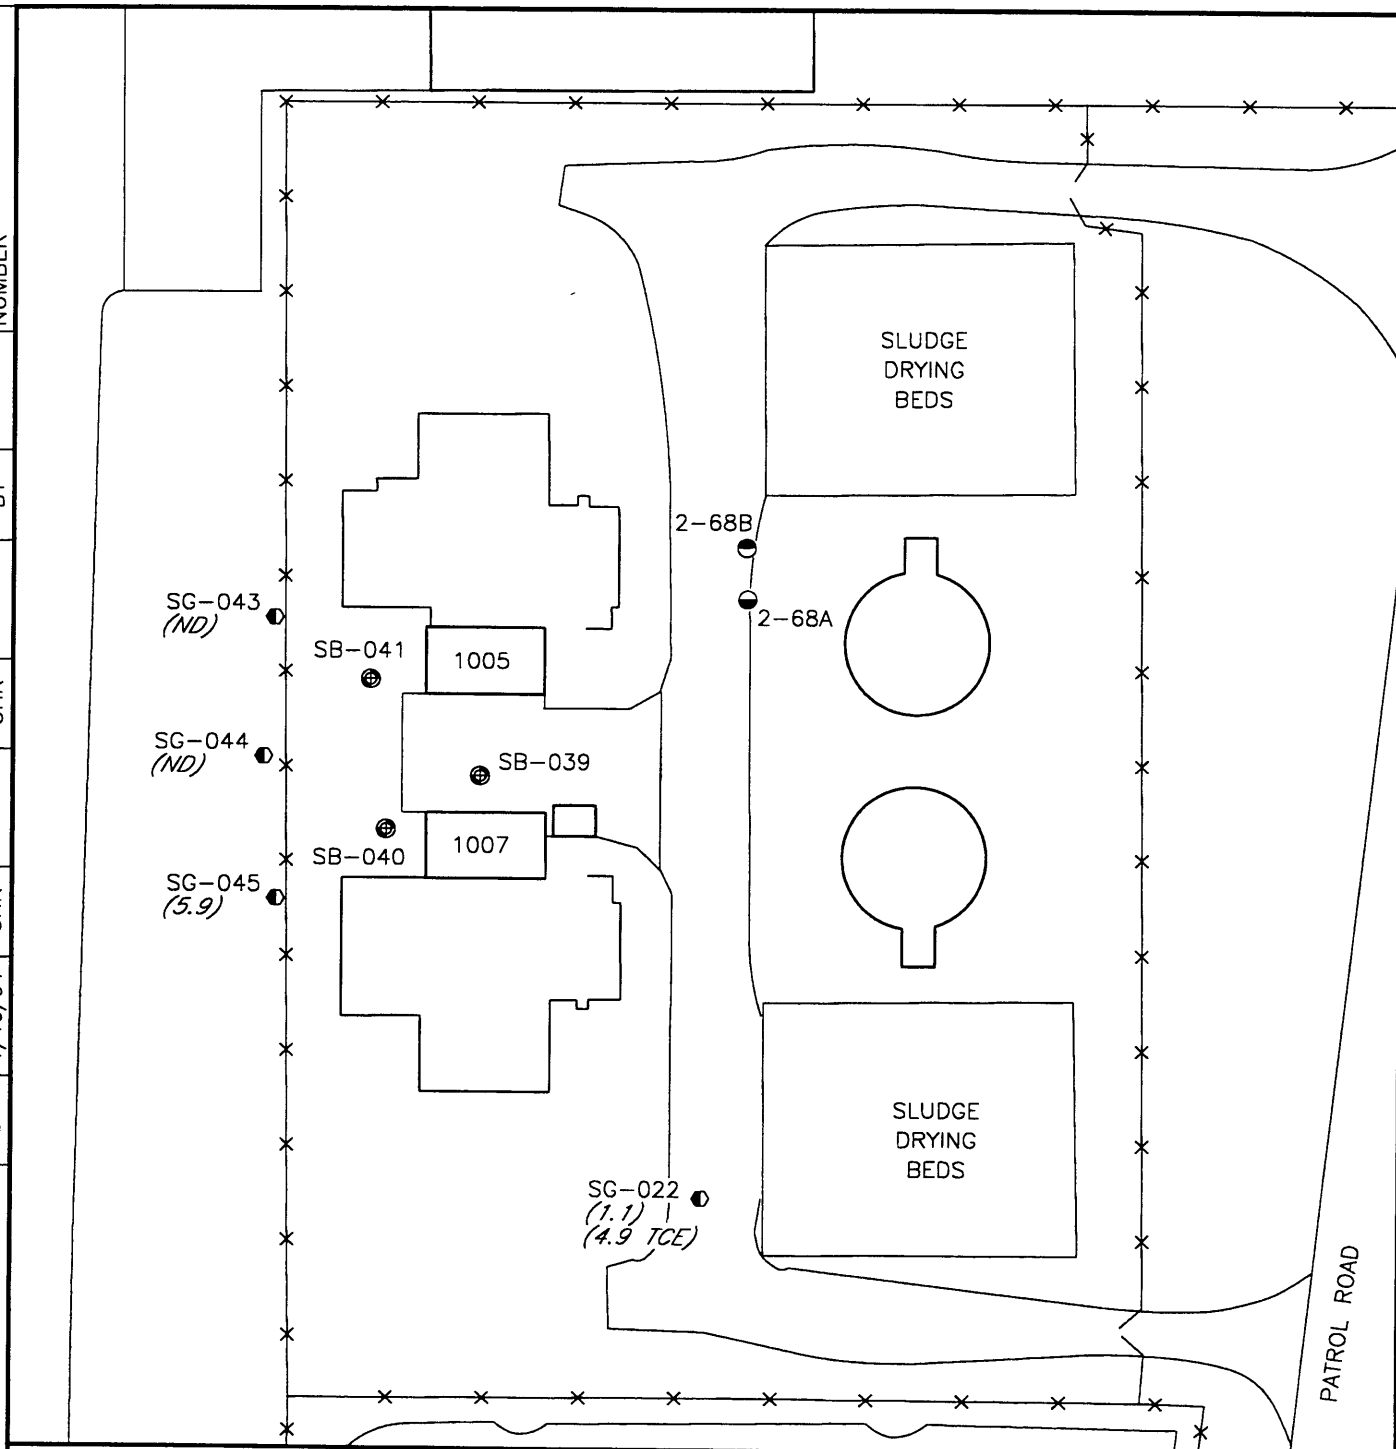 NUMBER
SLUDGE
DRYING
BEDS
2-68B
2-68A
SG-043
(ND)
SB-041
1005
SG-044
(ND)
SB-039
SB-040
1007
SG-045
(5.9)
SLUDGE
DRYING
BEDS
SG-022
(1.1)
(4.9 TCE)
PATROL ROAD